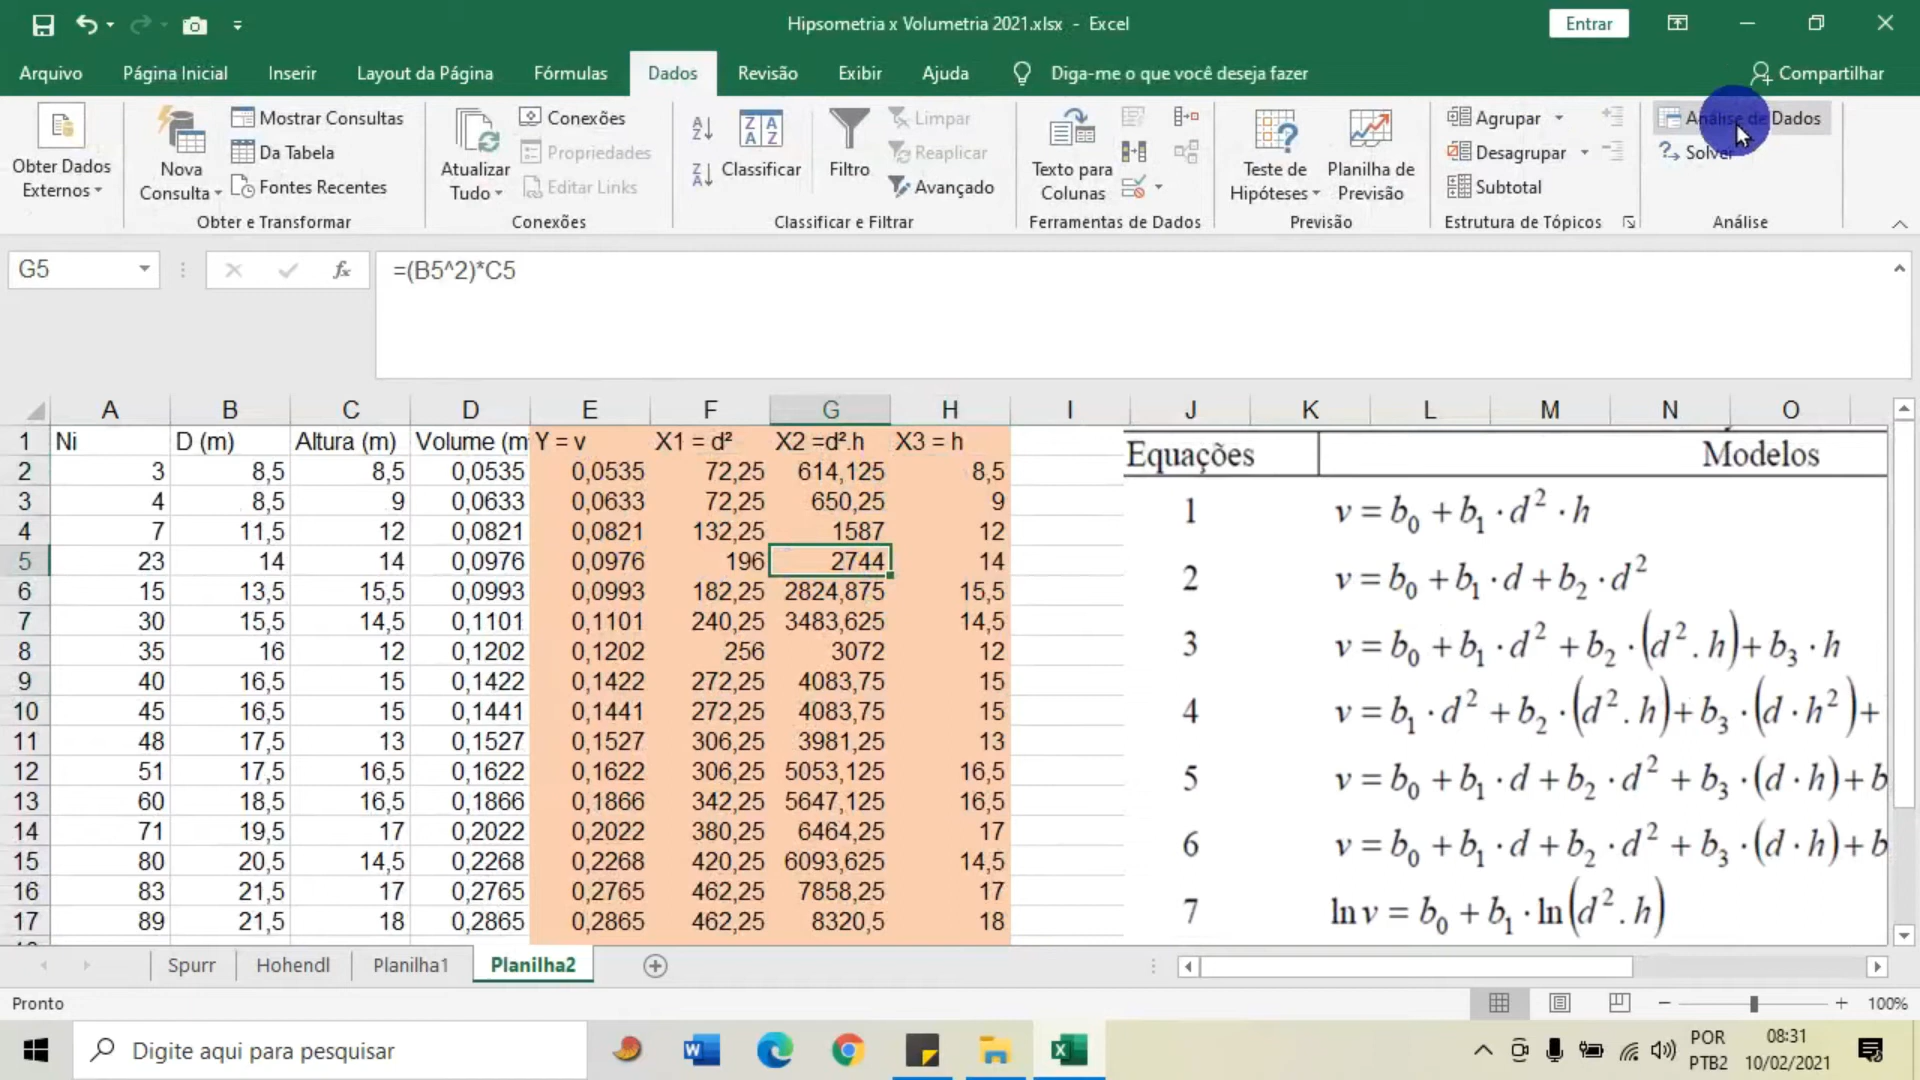 Hipsometria x Volumetria 2021.xlsx - Excel
Entrar
Arquivo Página Inicial Inserir Layout da Página Fórmulas Dados Revisão Exibir Ajuda Diga-me o que você deseja fazer Compartilhar
Obter Dados Externos
Nova Consulta
Mostrar Consultas
Da Tabela
Fontes Recentes
Obter e Transformar
Atualizar Tudo
Conexões
Propriedades
Editar Links
Conexões
Classificar
Filtro
Limpar
Reaplicar
Avançado
Classificar e Filtrar
Texto para Colunas
Ferramentas de Dados
Teste de Hipóteses
Planilha de Previsão
Previsão
Agrupar
Desagrupar
Subtotal
Estrutura de Tópicos
Análise de Dados
Solver
Análise
G5 fx =(B5^2)*C5
A B C D E F G H I J K L M N O
1 Ni D (m) Altura (m) Volume (m Y = v X1 = d² X2 =d².h X3 = h
2 3 8,5 8,5 0,0535 0,0535 72,25 614,125 8,5
3 4 8,5 9 0,0633 0,0633 72,25 650,25 9
4 7 11,5 12 0,0821 0,0821 132,25 1587 12
5 23 14 14 0,0976 0,0976 196 2744 14
6 15 13,5 15,5 0,0993 0,0993 182,25 2824,875 15,5
7 30 15,5 14,5 0,1101 0,1101 240,25 3483,625 14,5
8 35 16 12 0,1202 0,1202 256 3072 12
9 40 16,5 15 0,1422 0,1422 272,25 4083,75 15
10 45 16,5 15 0,1441 0,1441 272,25 4083,75 15
11 48 17,5 13 0,1527 0,1527 306,25 3981,25 13
12 51 17,5 16,5 0,1622 0,1622 306,25 5053,125 16,5
13 60 18,5 16,5 0,1866 0,1866 342,25 5647,125 16,5
14 71 19,5 17 0,2022 0,2022 380,25 6464,25 17
15 80 20,5 14,5 0,2268 0,2268 420,25 6093,625 14,5
16 83 21,5 17 0,2765 0,2765 462,25 7858,25 17
17 89 21,5 18 0,2865 0,2865 462,25 8320,5 18
Equações Modelos
1 v = b₀ + b₁ · d² · h
2 v = b₀ + b₁ · d + b₂ · d²
3 v = b₀ + b₁ · d² + b₂ · (d² . h) + b₃ · h
4 v = b₁ · d² + b₂ · (d² . h) + b₃ · (d · h²) +
5 v = b₀ + b₁ · d + b₂ · d² + b₃ · (d · h) + b
6 v = b₀ + b₁ · d + b₂ · d² + b₃ · (d · h) + b
7 ln v = b₀ + b₁ · ln(d² . h)
Spurr Hohendl Planilha1 Planilha2
Pronto 100%
Digite aqui para pesquisar
POR
PTB2
08:31
10/02/2021